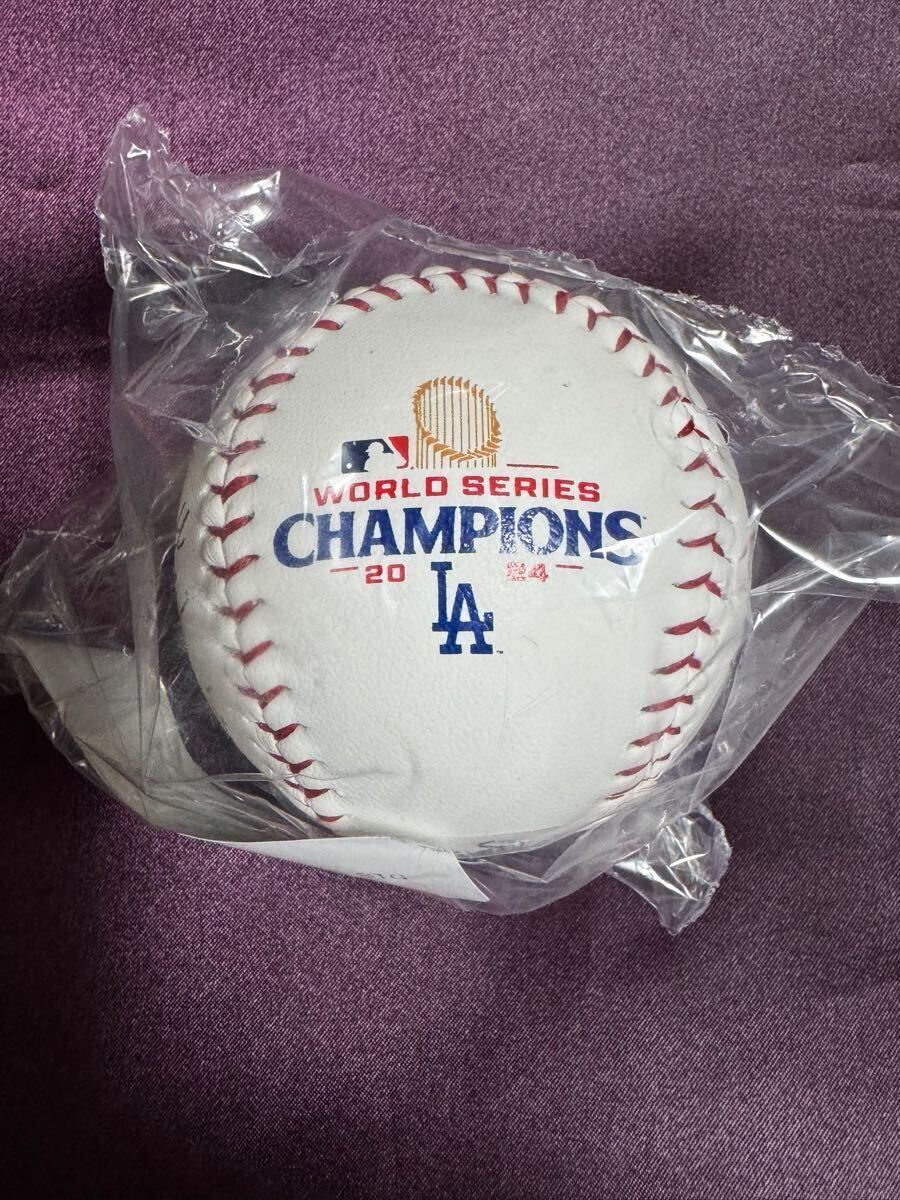 WORLD SERIES
CHAMPIONS
20 24
LA